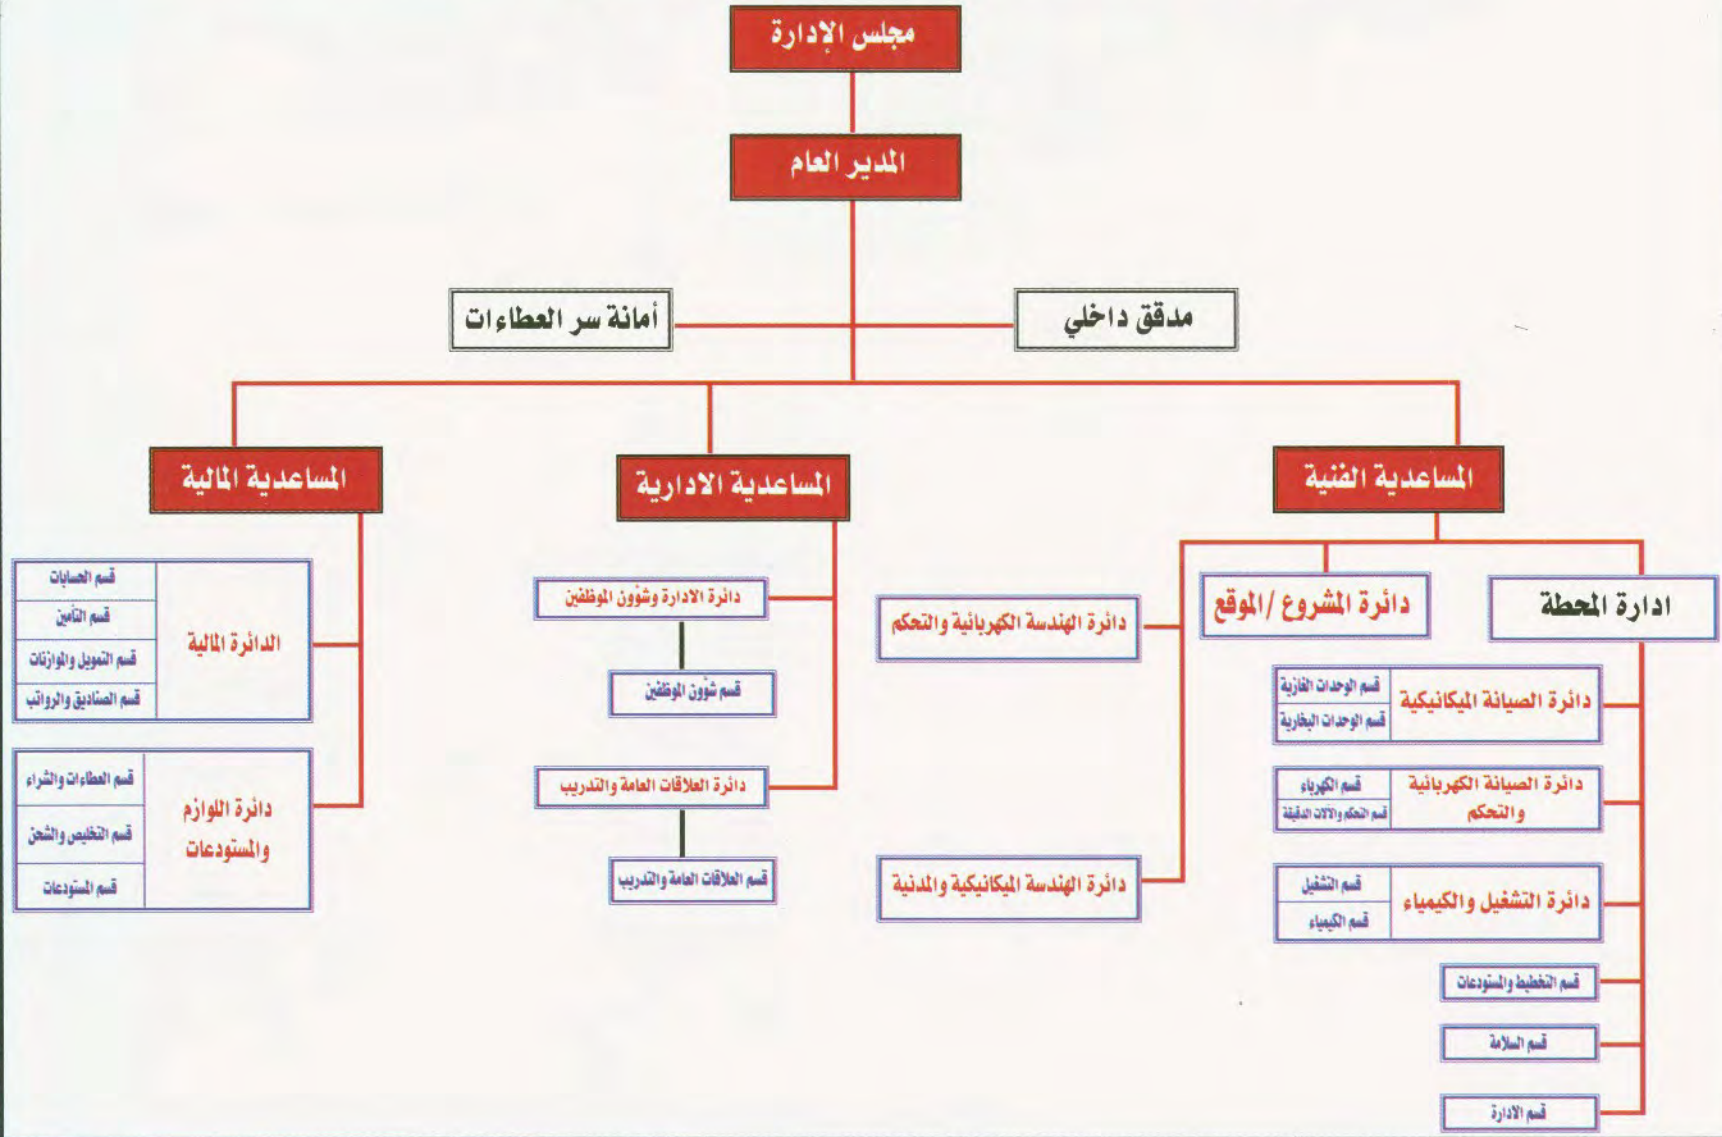 مجلس الإدارة
المدير العام
مدقق داخلي
أمانة سر العطاءات
المساعدية الفنية
المساعدية الادارية
المساعدية المالية
ادارة المحطة
دائرة المشروع /الموقع
دائرة الهندسة الكهربائية والتحكم
دائرة الهندسة الميكانيكية والمدنية
دائرة الصيانة الميكانيكية
قسم الوحدات الغازية
قسم الوحدات البخارية
دائرة الصيانة الكهربائية
والتحكم
قسم الكهرباء
قسم التحكم والآلات الدقيقة
دائرة التشغيل والكيمياء
قسم التشغيل
قسم الكيمياء
قسم التخطيط والمستودعات
قسم السلامة
قسم الادارة
دائرة الادارة وشؤون الموظفين
قسم شؤون الموظفين
دائرة العلاقات العامة والتدريب
قسم العلاقات العامة والتدريب
الدائرة المالية
قسم الحسابات
قسم التأمين
قسم التمويل والموازنات
قسم الصناديق والرواتب
دائرة اللوازم
والمستودعات
قسم العطاءات والشراء
قسم التخليص والشحن
قسم المستودعات